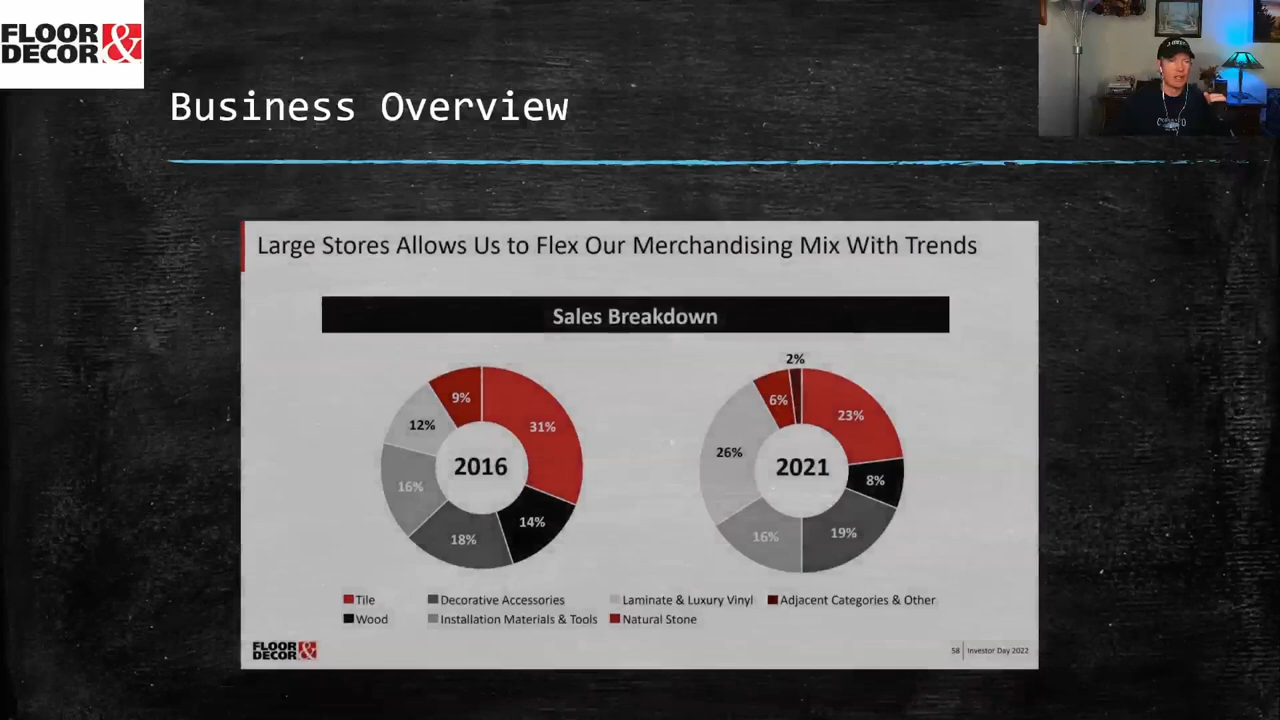 FLOOR
DECOR &
Business Overview
Large Stores Allows Us to Flex Our Merchandising Mix With Trends
Sales Breakdown
9%
31%
12%
2016
16%
14%
18%
2%
6%
23%
26%
2021
8%
16%
19%
Tile
Decorative Accessories
Laminate & Luxury Vinyl
Adjacent Categories & Other
Wood
Installation Materials & Tools
Natural Stone
FLOOR
DECOR &
58 | Investor Day 2022